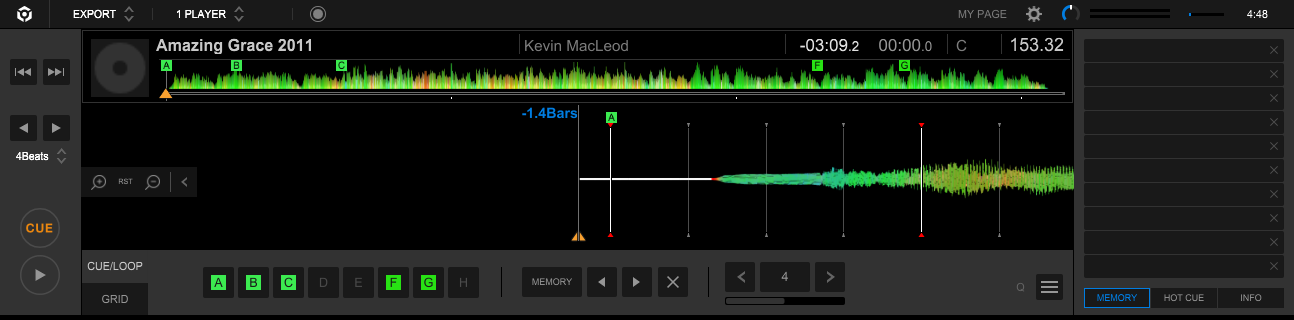 EXPORT 1 PLAYER MY PAGE 4:48
Amazing Grace 2011 Kevin MacLeod -03:09.2 00:00.0 C 153.32
A B C F G
-1.4Bars
A
4Beats
RST
CUE
CUE/LOOP
GRID
A B C D E F G H MEMORY 4 Q
MEMORY HOT CUE INFO